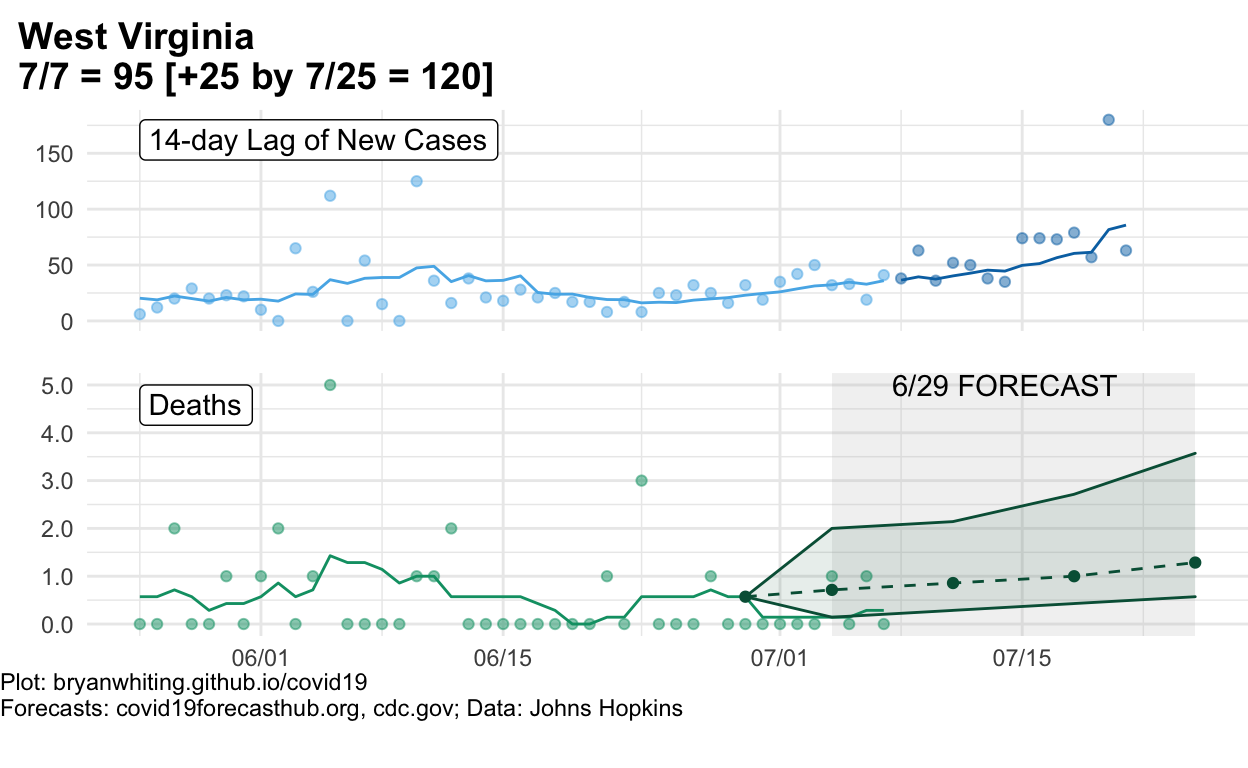 West Virginia
7/7 = 95 [+25 by 7/25 = 120]
14-day Lag of New Cases
150
100
50
0
Deaths
6/29 FORECAST
5.0
4.0
3.0
2.0
1.0
0.0
06/01 06/15 07/01 07/15
Plot: bryanwhiting.github.io/covid19
Forecasts: covid19forecasthub.org, cdc.gov; Data: Johns Hopkins